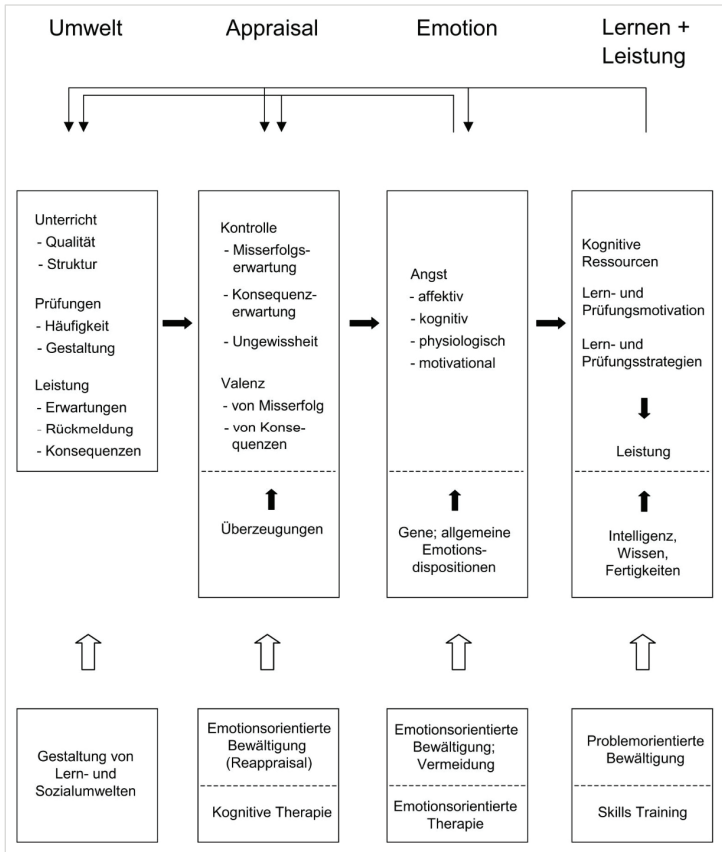 Umwelt
Appraisal
Emotion
Lernen +
Leistung
Unterricht
- Qualität
- Struktur
Prüfungen
- Häufigkeit
- Gestaltung
Leistung
- Erwartungen
- Rückmeldung
- Konsequenzen
Kontrolle
- Misserfolgs-
erwartung
- Konsequenz-
erwartung
- Ungewissheit
Valenz
- von Misserfolg
- von Konse-
quenzen
Überzeugungen
Angst
- affektiv
- kognitiv
- physiologisch
- motivational
Gene; allgemeine
Emotions-
dispositionen
Kognitive
Ressourcen
Lern- und
Prüfungsmotivation
Lern- und
Prüfungsstrategien
Leistung
Intelligenz,
Wissen,
Fertigkeiten
Gestaltung von
Lern- und
Sozialumwelten
Emotionsorientierte
Bewältigung
(Reappraisal)
Kognitive Therapie
Emotionsorientierte
Bewältigung;
Vermeidung
Emotionsorientierte
Therapie
Problemorientierte
Bewältigung
Skills Training